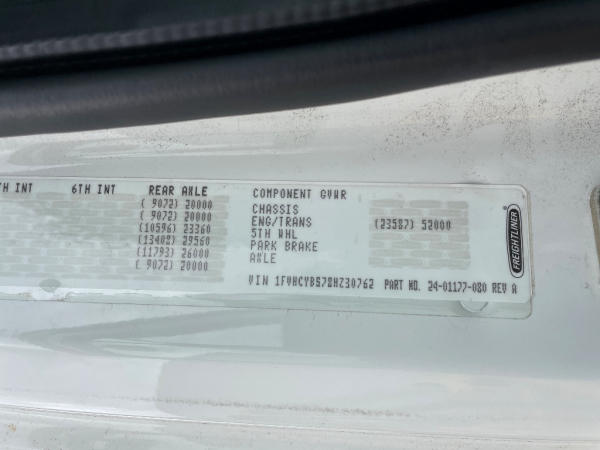 TH INT 6TH INT REAR AXLE COMPONENT GVWR
( 9072) 20000 CHASSIS
( 9072) 20000 ENG/TRANS (23587) 52000
(10596) 23360 5TH WHL
(13408) 29560 PARK BRAKE
(11793) 26000 AXLE
( 9072) 20000
VIN 1FVHCYBS78HZ30762 PART NO. 24-01177-080 REV A
FREIGHTLINER